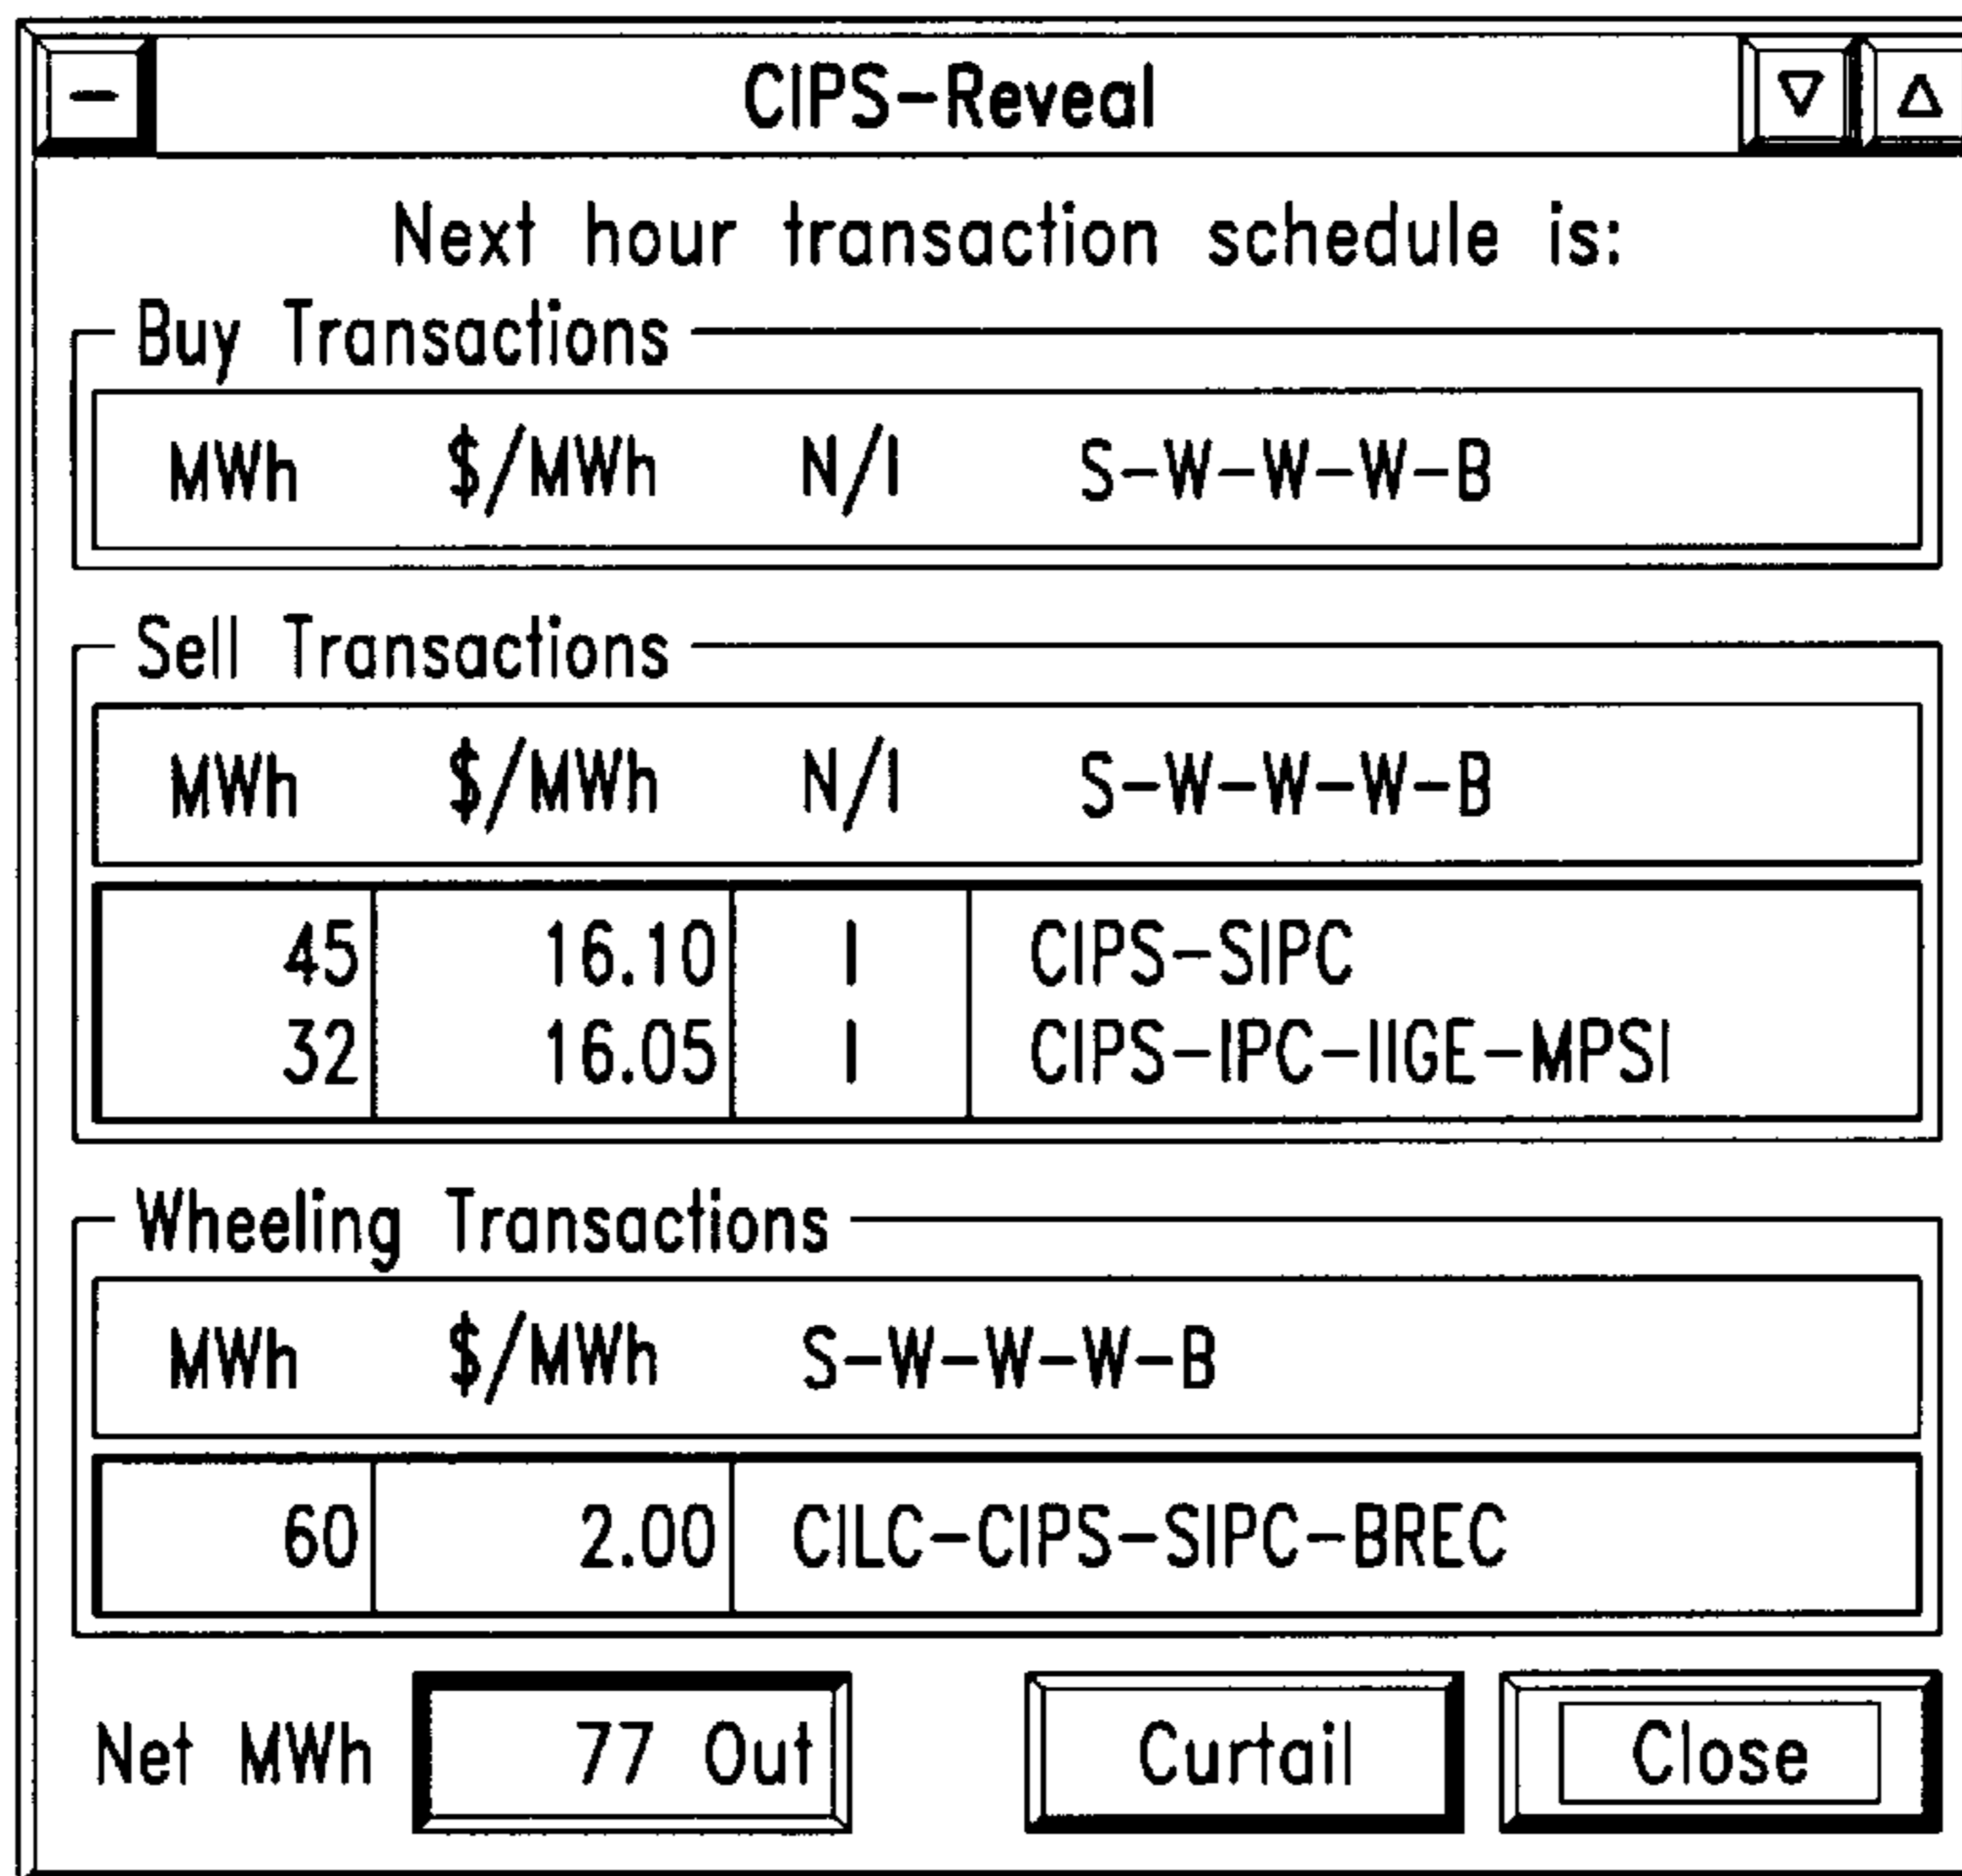 CIPS-Reveal
Next hour transaction schedule is:
Buy Transactions
MWh $/MWh N/I S-W-W-W-B
Sell Transactions
MWh $/MWh N/I S-W-W-W-B
45 16.10 I CIPS-SIPC
32 16.05 I CIPS-IPC-IIGE-MPSI
Wheeling Transactions
MWh $/MWh S-W-W-W-B
60 2.00 CILC-CIPS-SIPC-BREC
Net MWh 77 Out Curtail Close